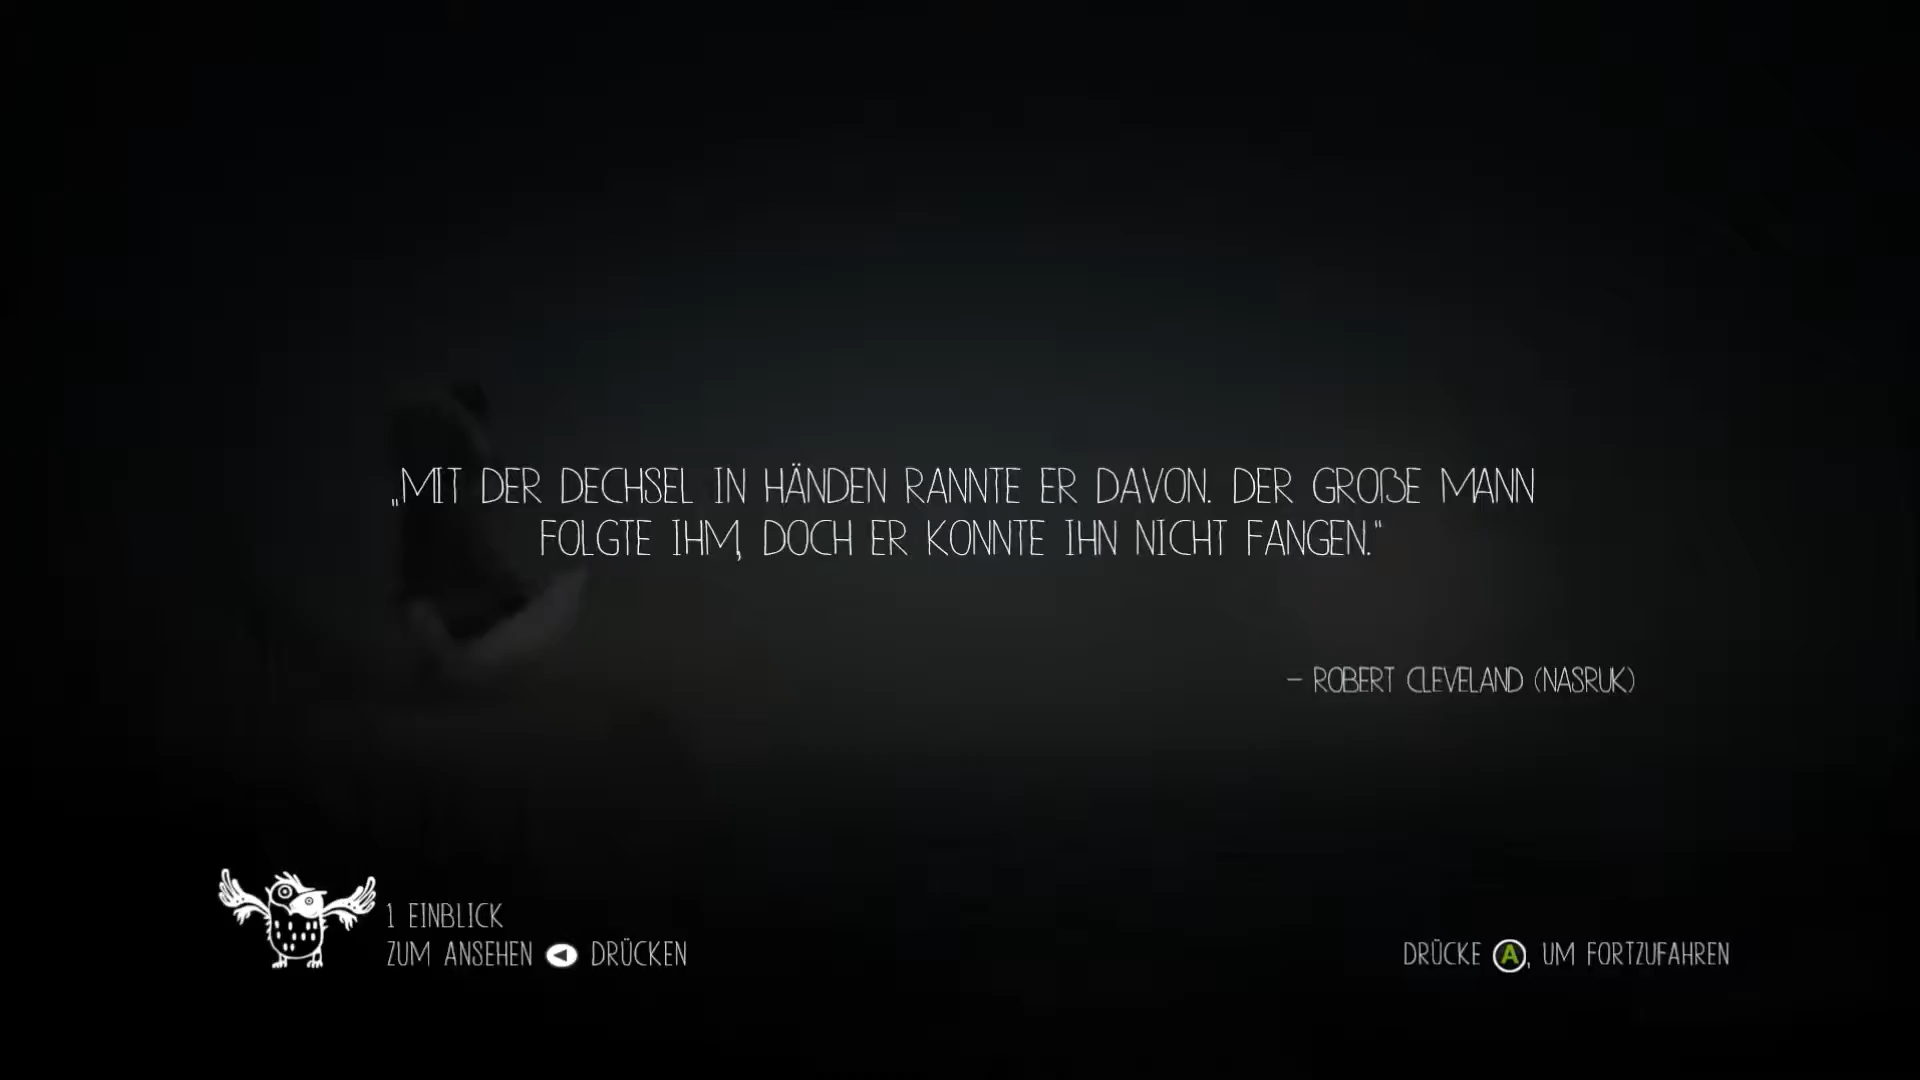 „MIT DER DECHSEL IN HÄNDEN RANNTE ER DAVON. DER GROßE MANN
FOLGTE IHM, DOCH ER KONNTE IHN NICHT FANGEN.“
– ROBERT CLEVELAND (NASRUK)
1 EINBLICK
ZUM ANSEHEN ◀ DRÜCKEN
DRÜCKE A, UM FORTZUFAHREN